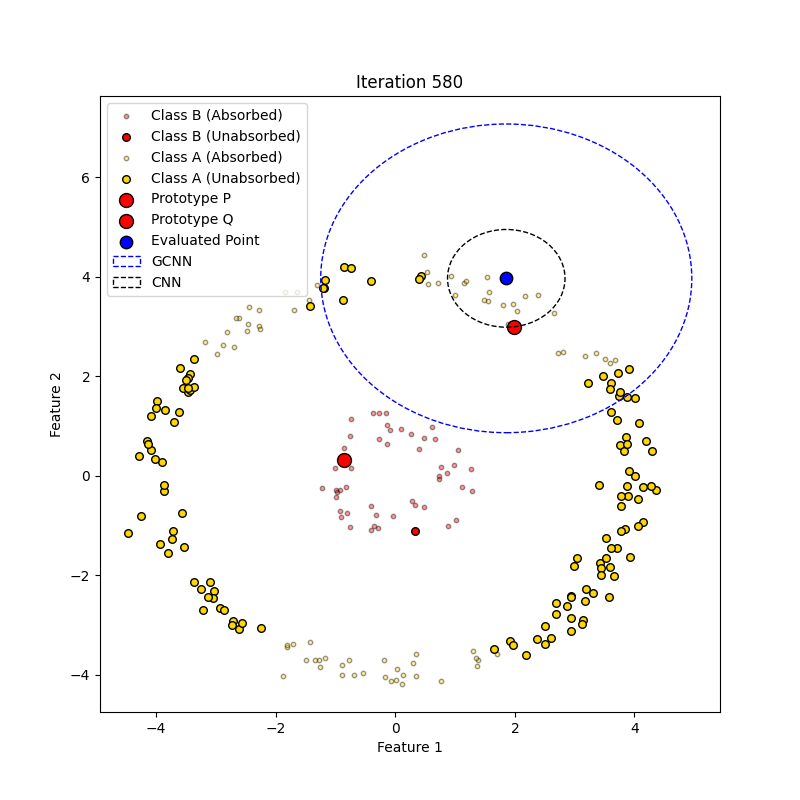 Iteration 580
Class B (Absorbed)
Class B (Unabsorbed)
Class A (Absorbed)
Class A (Unabsorbed)
Prototype P
Prototype Q
Evaluated Point
GCNN
CNN
Feature 2
6
4
2
0
−2
−4
−4
−2
0
2
4
Feature 1